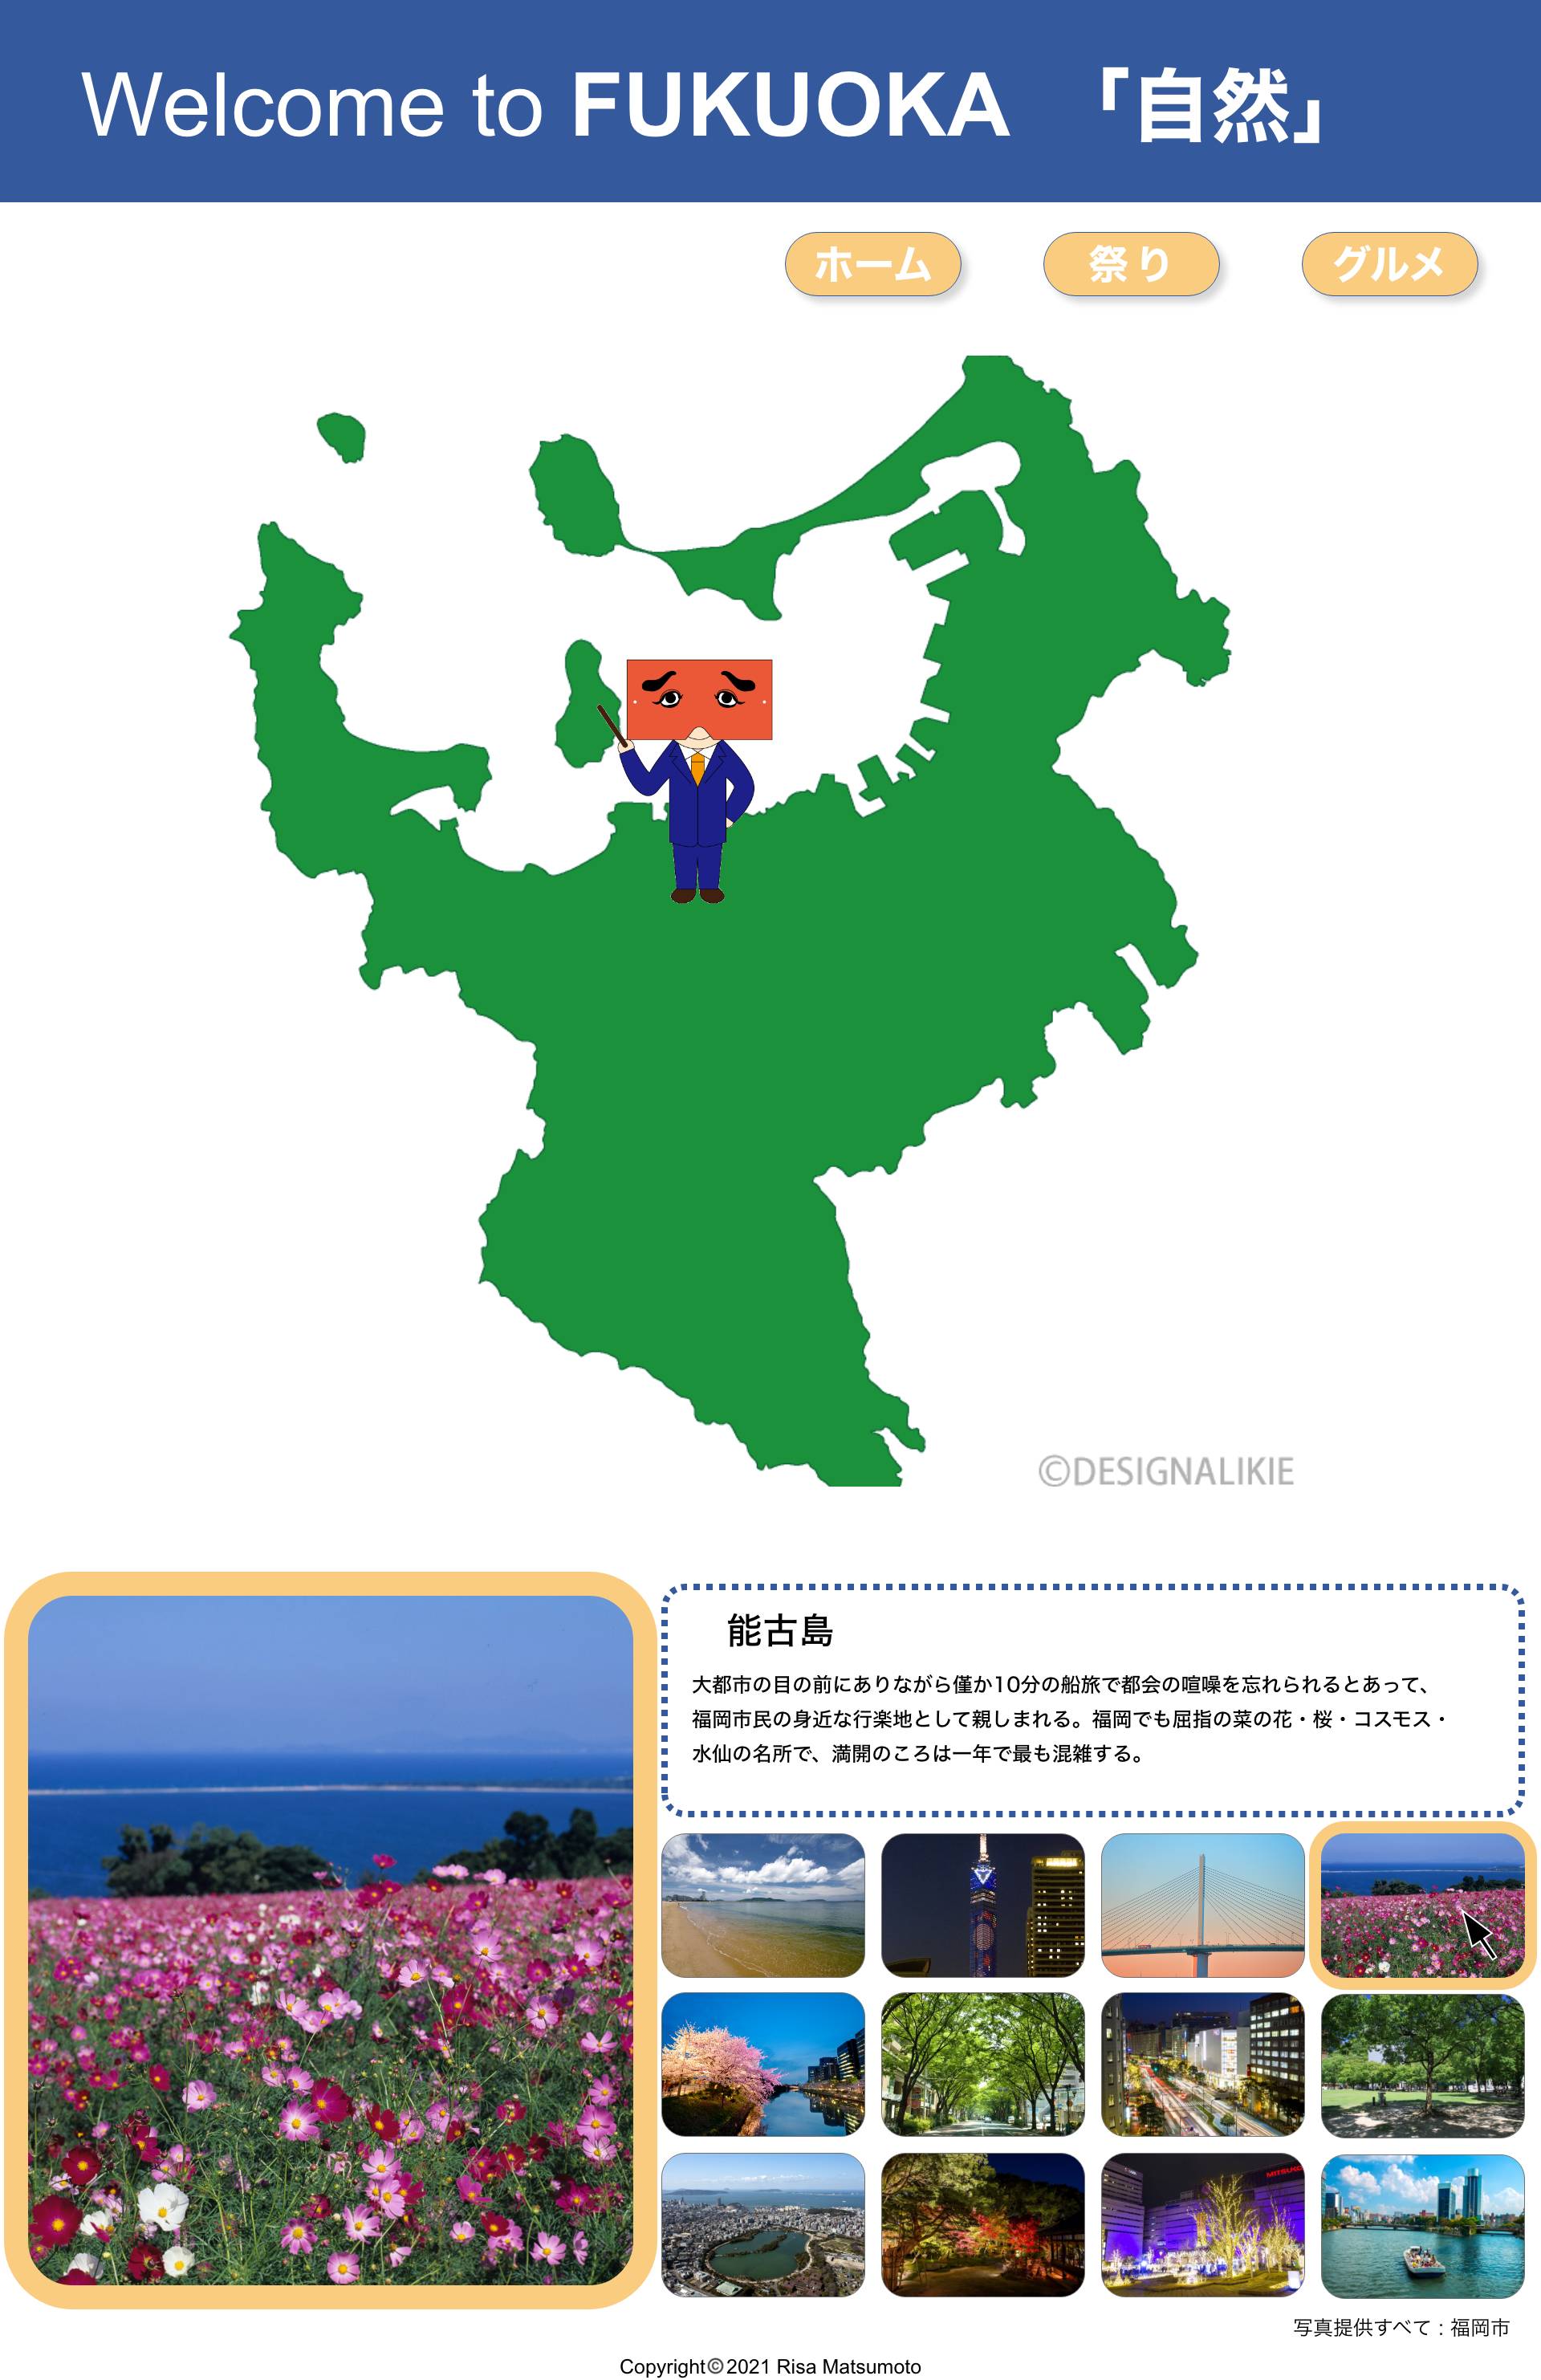 Welcome to FUKUOKA 「自然」
ホーム
祭り
グルメ
©DESIGNALIKIE
能古島
大都市の目の前にありながら僅か10分の船旅で都会の喧噪を忘れられるとあって、
福岡市民の身近な行楽地として親しまれる。福岡でも屈指の菜の花・桜・コスモス・
水仙の名所で、満開のころは一年で最も混雑する。
写真提供すべて：福岡市
Copyright©2021 Risa Matsumoto